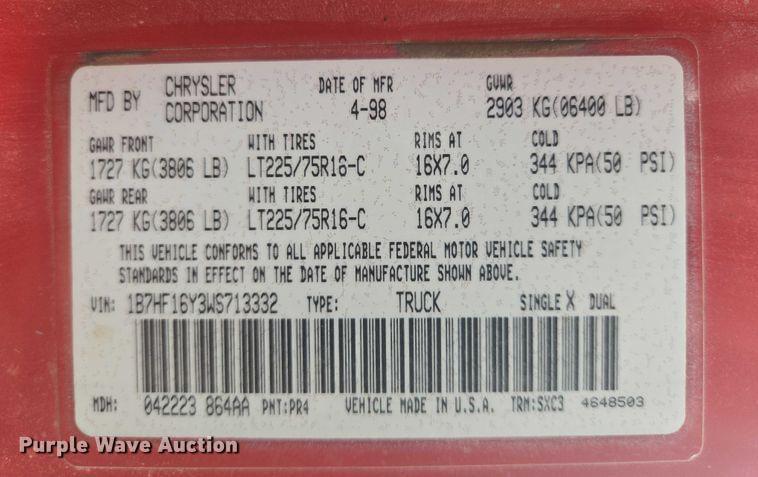 MFD BY CHRYSLER CORPORATION DATE OF MFR 4-98 GVWR 2903 KG(06400 LB)
GAWR FRONT WITH TIRES RIMS AT COLD
1727 KG(3806 LB) LT225/75R16-C 16X7.0 344 KPA(50 PSI)
GAWR REAR WITH TIRES RIMS AT COLD
1727 KG(3806 LB) LT225/75R16-C 16X7.0 344 KPA(50 PSI)
THIS VEHICLE CONFORMS TO ALL APPLICABLE FEDERAL MOTOR VEHICLE SAFETY
STANDARDS IN EFFECT ON THE DATE OF MANUFACTURE SHOWN ABOVE.
VIN: 1B7HF16Y3WS713332 TYPE: TRUCK SINGLE X DUAL
MDH: 042223 864AA PNT:PR4 VEHICLE MADE IN U.S.A. TRM:SXC3 4648503
Purple Wave Auction